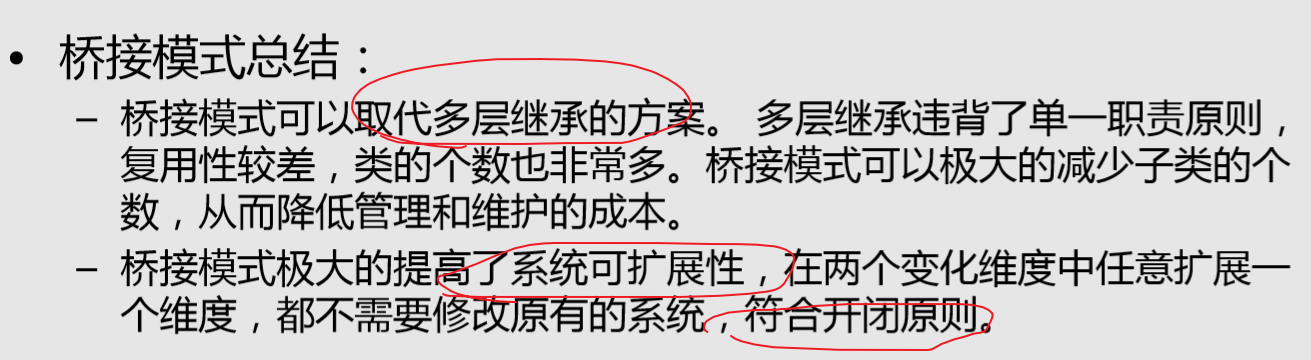 • 桥接模式总结：
– 桥接模式可以取代多层继承的方案。 多层继承违背了单一职责原则，
复用性较差，类的个数也非常多。桥接模式可以极大的减少子类的个
数，从而降低管理和维护的成本。
– 桥接模式极大的提高了系统可扩展性，在两个变化维度中任意扩展一
个维度，都不需要修改原有的系统，符合开闭原则。